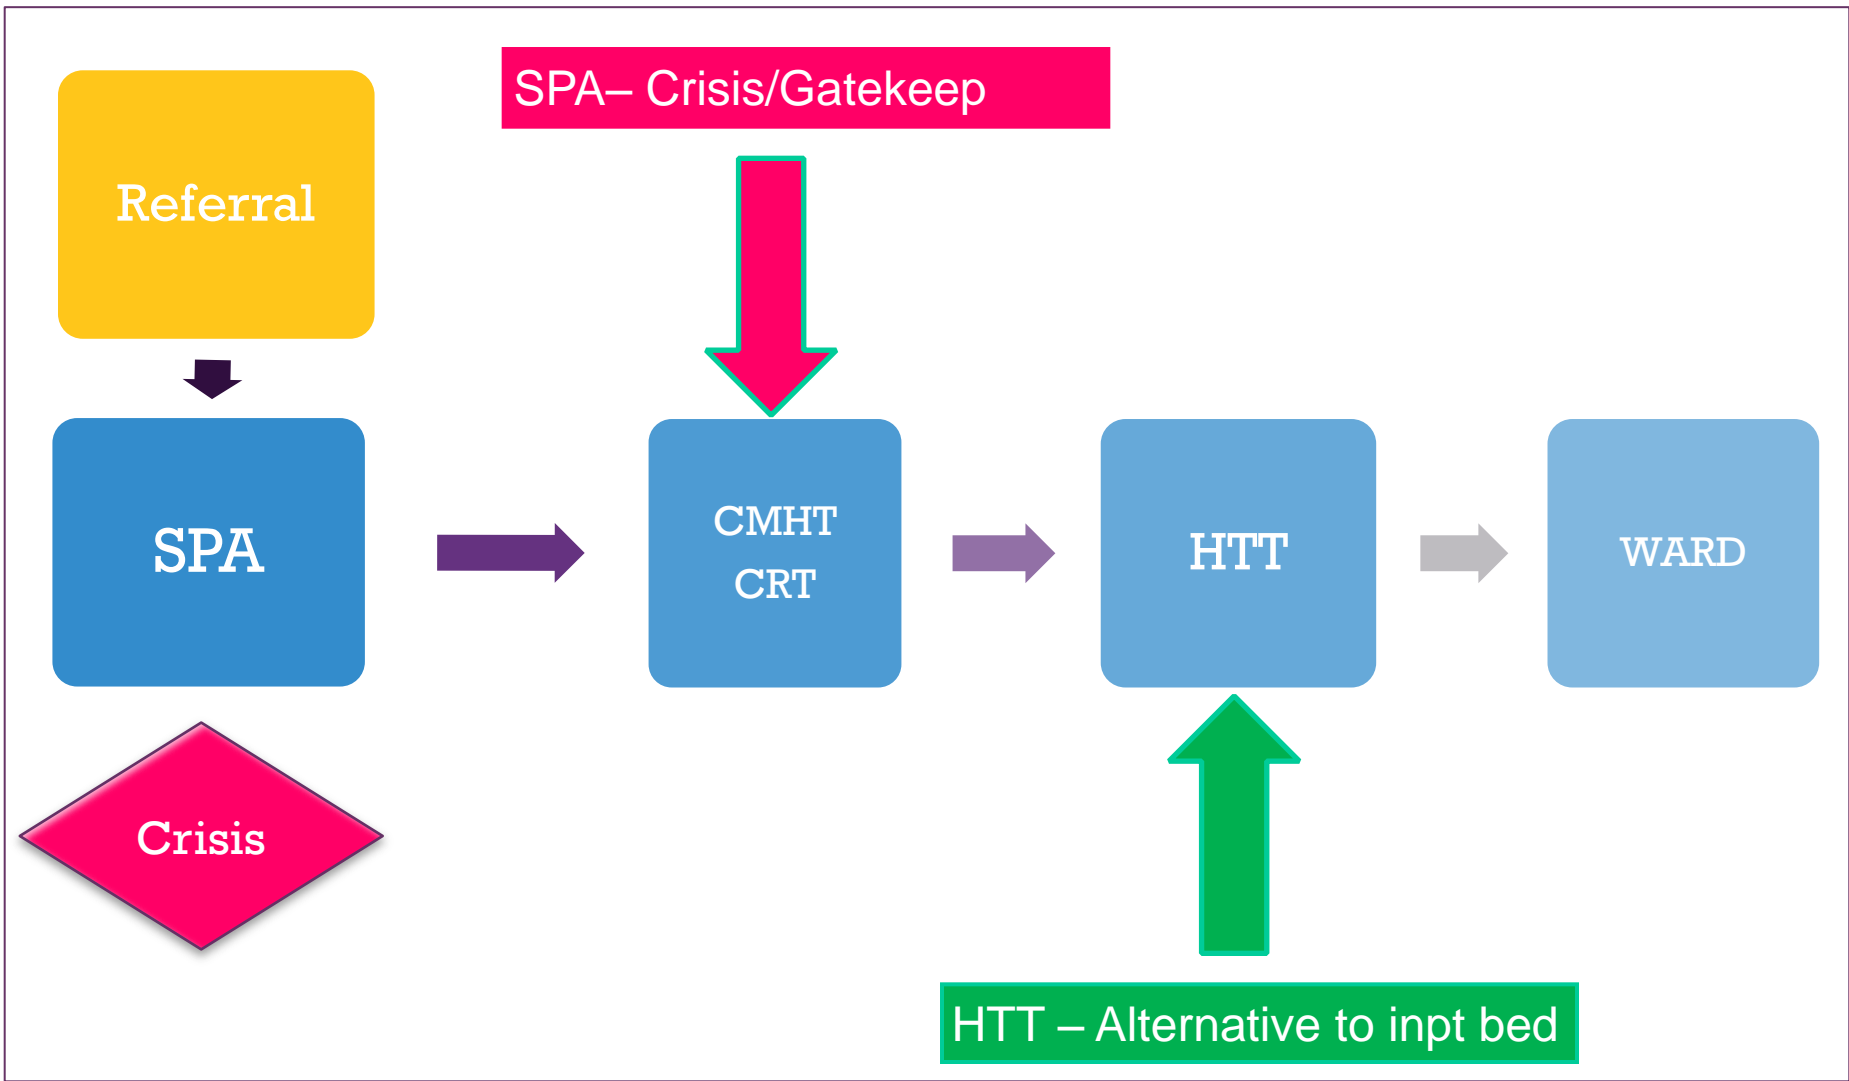 SPA– Crisis/Gatekeep
Referral
SPA
CMHT
CRT
HTT
WARD
Crisis
HTT – Alternative to inpt bed